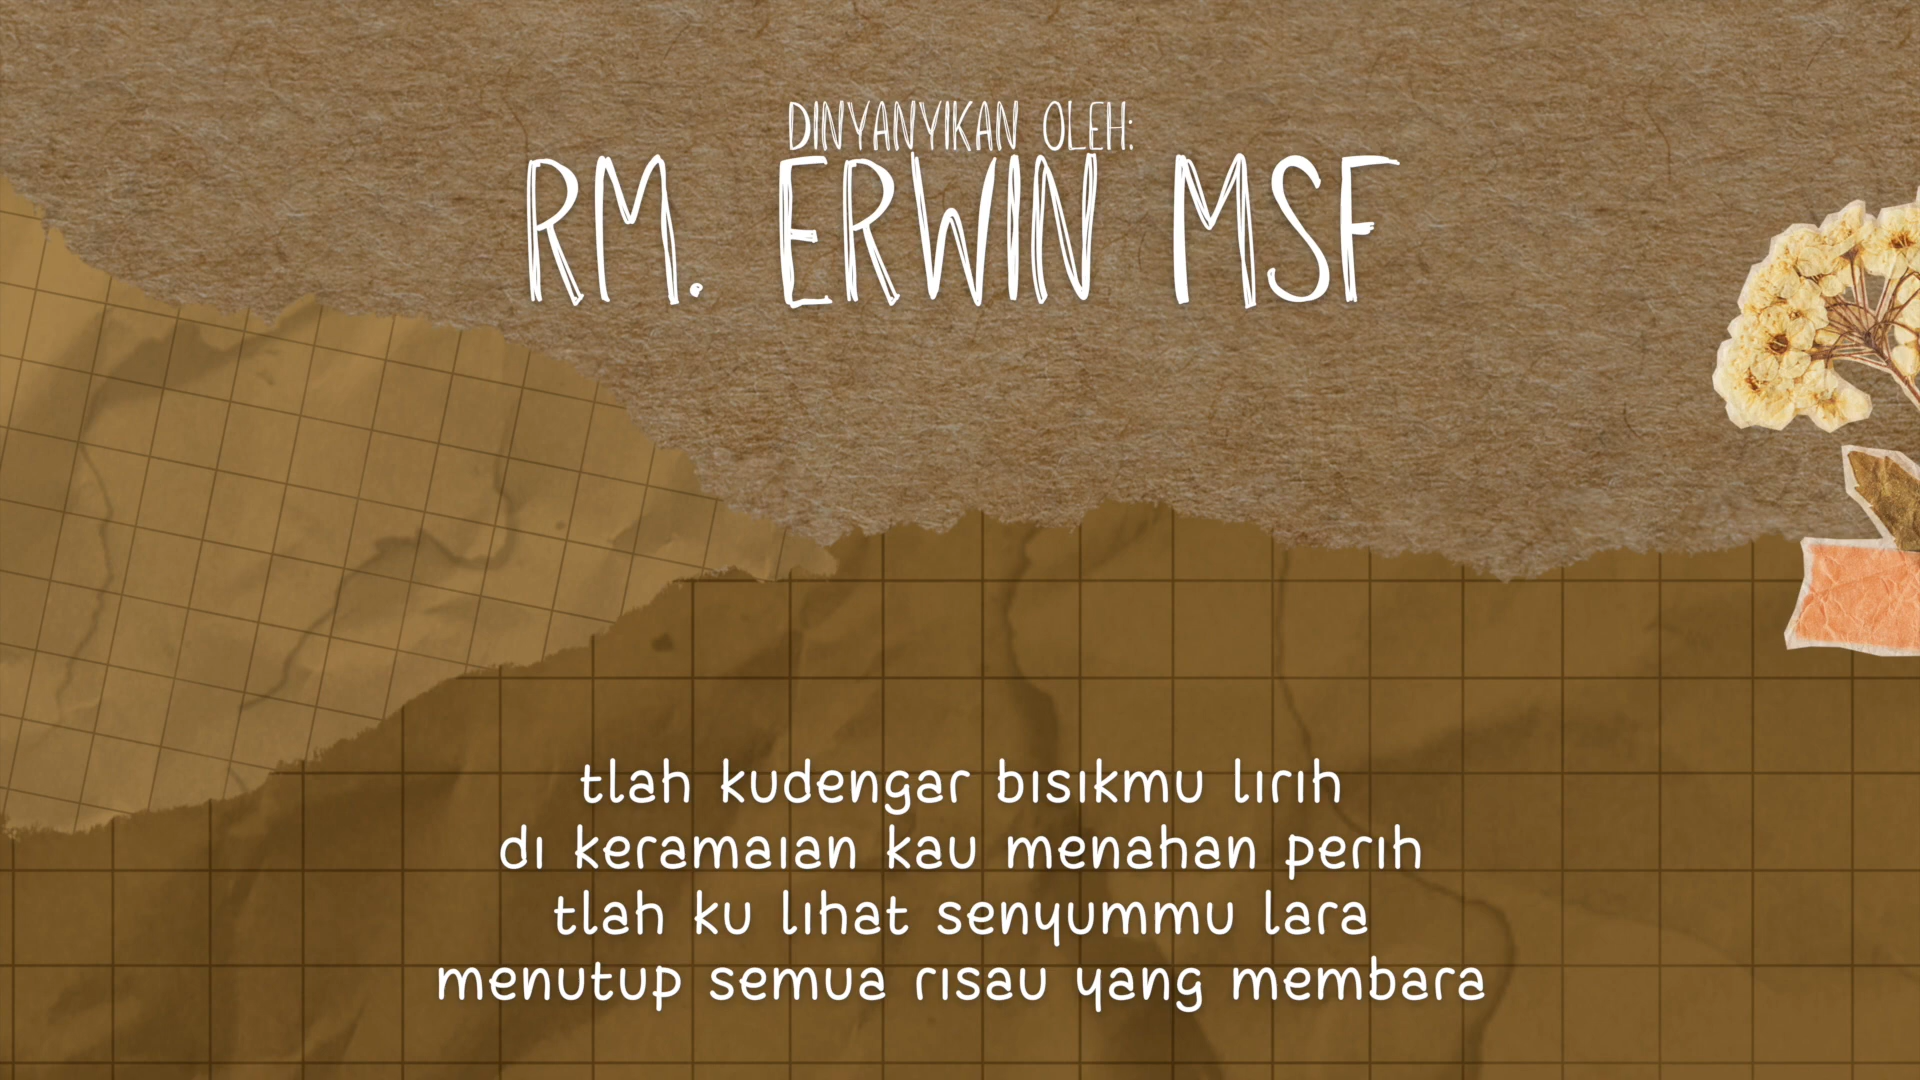 DINYANYIKAN OLEH:
RM. ERWIN MSF
tlah kudengar bisikmu lirih
di keramaian kau menahan perih
tlah ku lihat senyummu lara
menutup semua risau yang membara